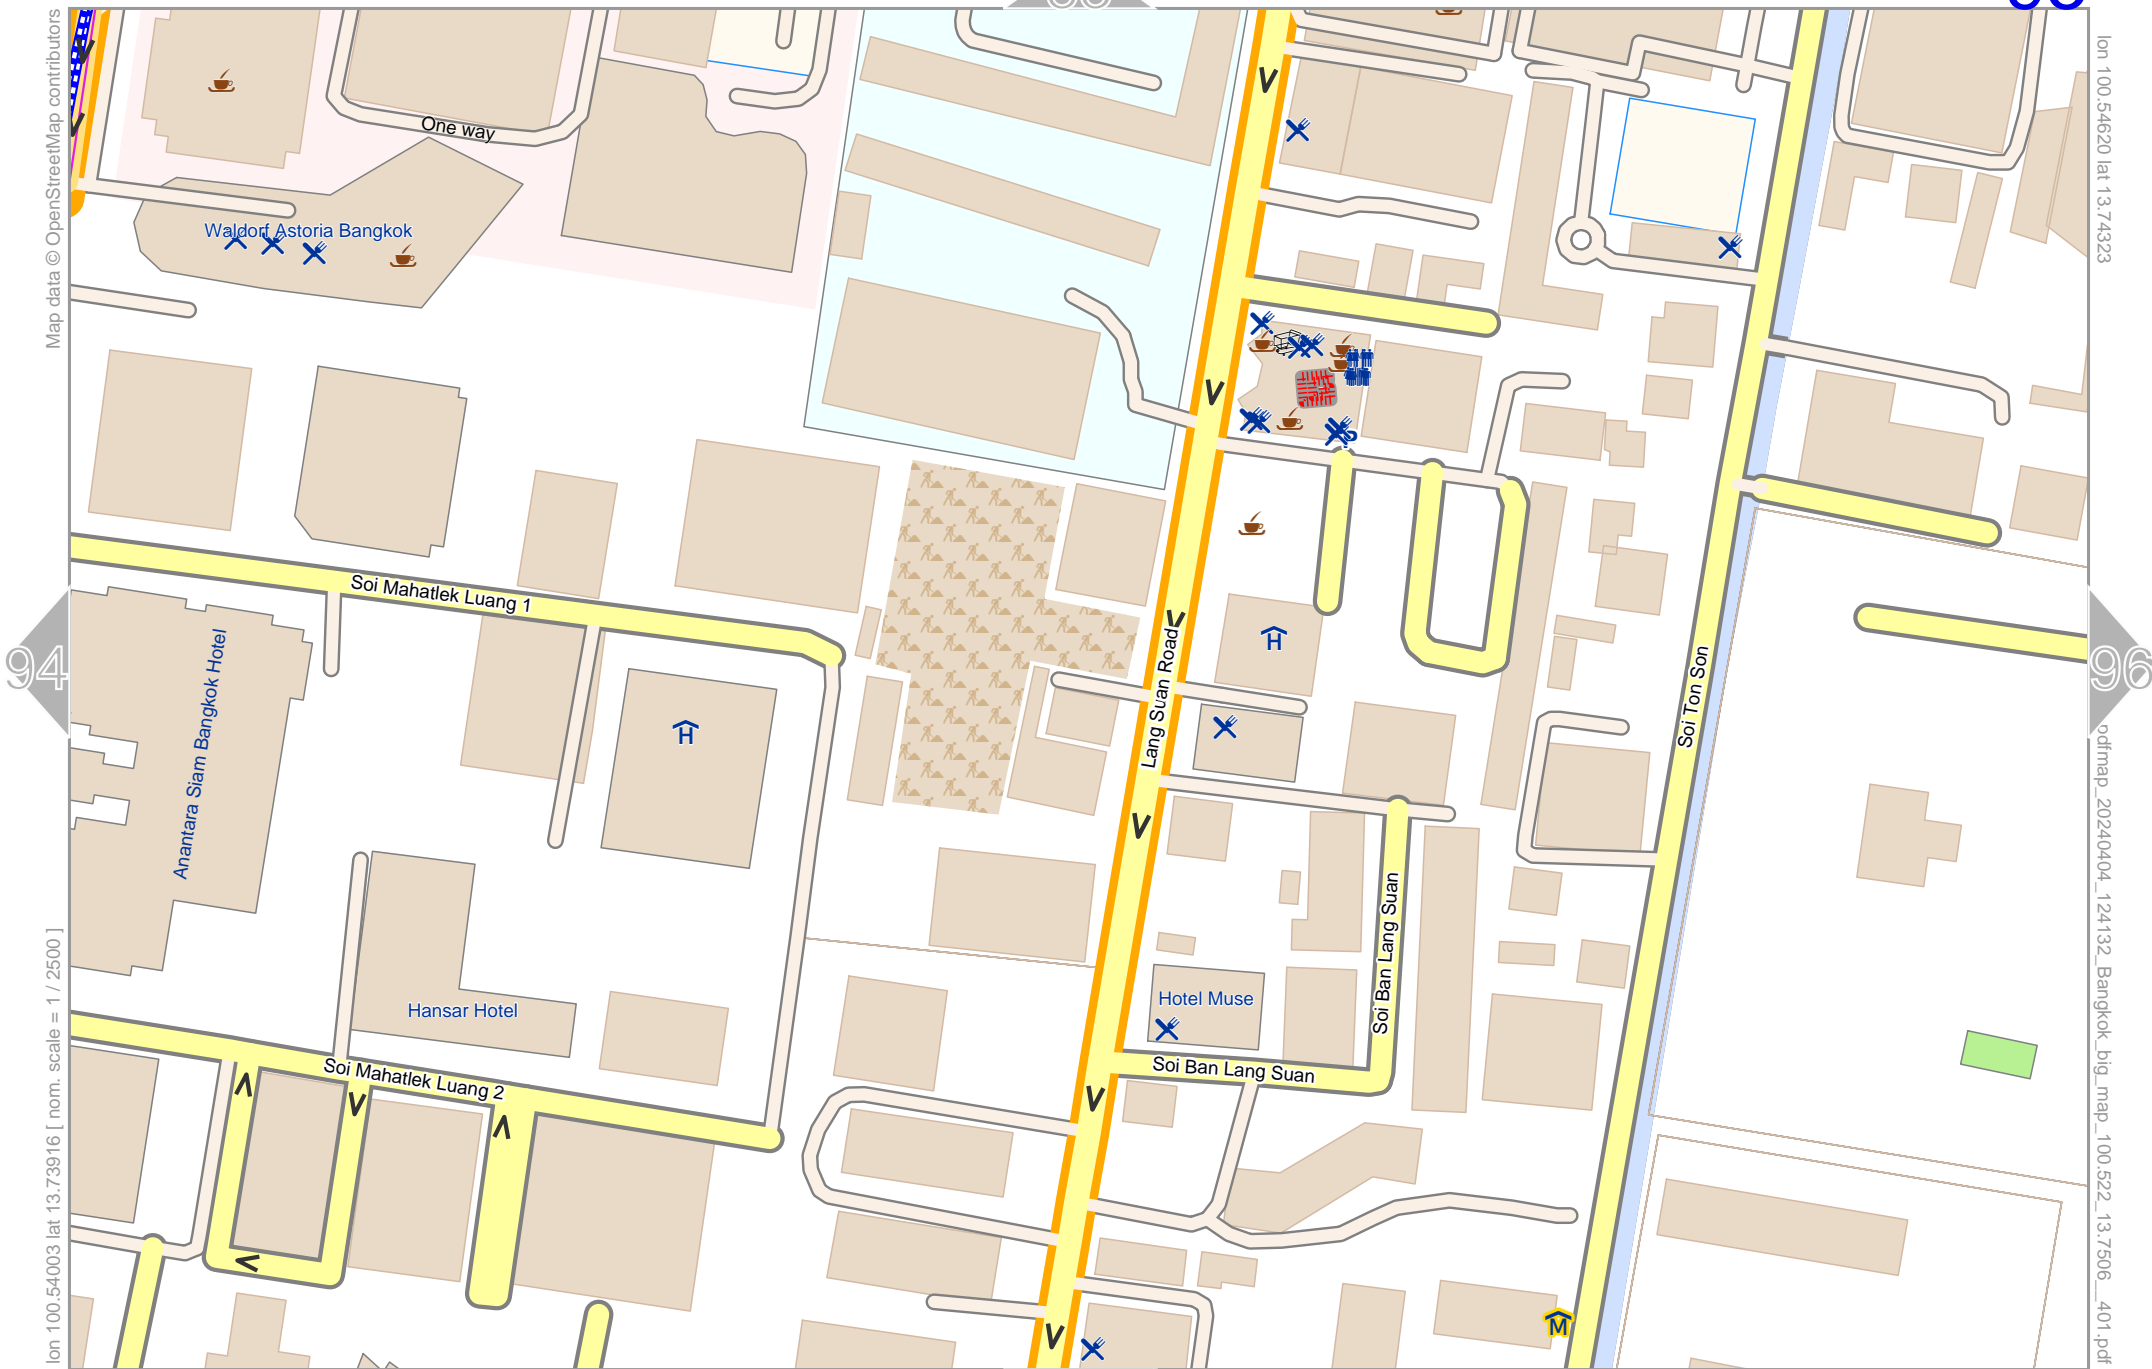 Map data © OpenStreetMap contributors
lon 100.54620 lat 13.74323
One way
Waldorf Astoria Bangkok
Soi Mahatlek Luang 1
Anantara Siam Bangkok Hotel
94
96
H
H
Lang Suan Road
Soi Ton Son
Soi Ban Lang Suan
Hansar Hotel
Hotel Muse
Soi Mahatlek Luang 2
Soi Ban Lang Suan
M
lon 100.54003 lat 13.73916 [ nom. scale = 1 / 2500 ]
pdfmap_20240404_124132_Bangkok_big_map_100.522_13.7506__401.pdf